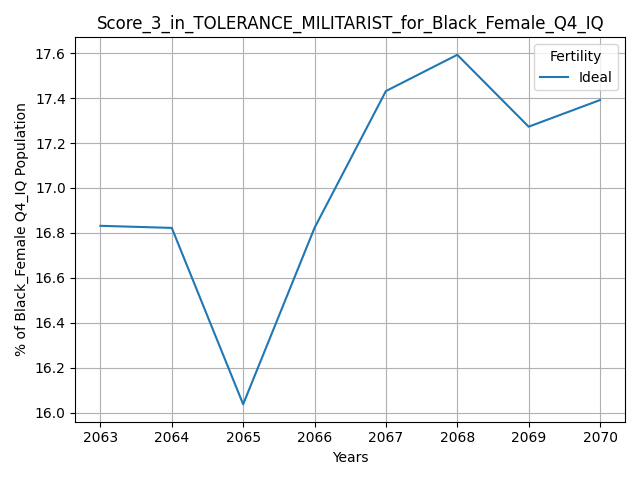 Score_3_in_TOLERANCE_MILITARIST_for_Black_Female_Q4_IQ
Fertility
Ideal
% of Black_Female Q4_IQ Population
17.6
17.4
17.2
17.0
16.8
16.6
16.4
16.2
16.0
2063 2064 2065 2066 2067 2068 2069 2070
Years